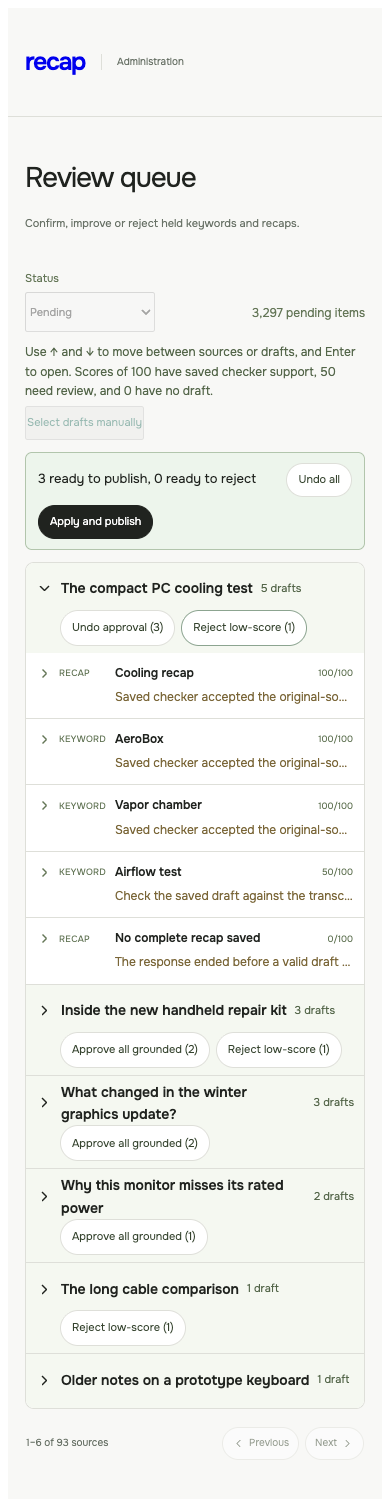 recap
Administration
Review queue
Confirm, improve or reject held keywords and recaps.
Status
Pending
3,297 pending items
Use ↑ and ↓ to move between sources or drafts, and Enter
to open. Scores of 100 have saved checker support, 50
need review, and 0 have no draft.
Select drafts manually
3 ready to publish, 0 ready to reject
Undo all
Apply and publish
The compact PC cooling test 5 drafts
Undo approval (3)
Reject low-score (1)
RECAP Cooling recap 100/100
Saved checker accepted the original-so...
KEYWORD AeroBox 100/100
Saved checker accepted the original-so...
KEYWORD Vapor chamber 100/100
Saved checker accepted the original-so...
KEYWORD Airflow test 50/100
Check the saved draft against the transc...
RECAP No complete recap saved 0/100
The response ended before a valid draft ...
Inside the new handheld repair kit 3 drafts
Approve all grounded (2)
Reject low-score (1)
What changed in the winter
graphics update?
3 drafts
Approve all grounded (2)
Why this monitor misses its rated
power
2 drafts
Approve all grounded (1)
The long cable comparison 1 draft
Reject low-score (1)
Older notes on a prototype keyboard 1 draft
1–6 of 93 sources
Previous
Next